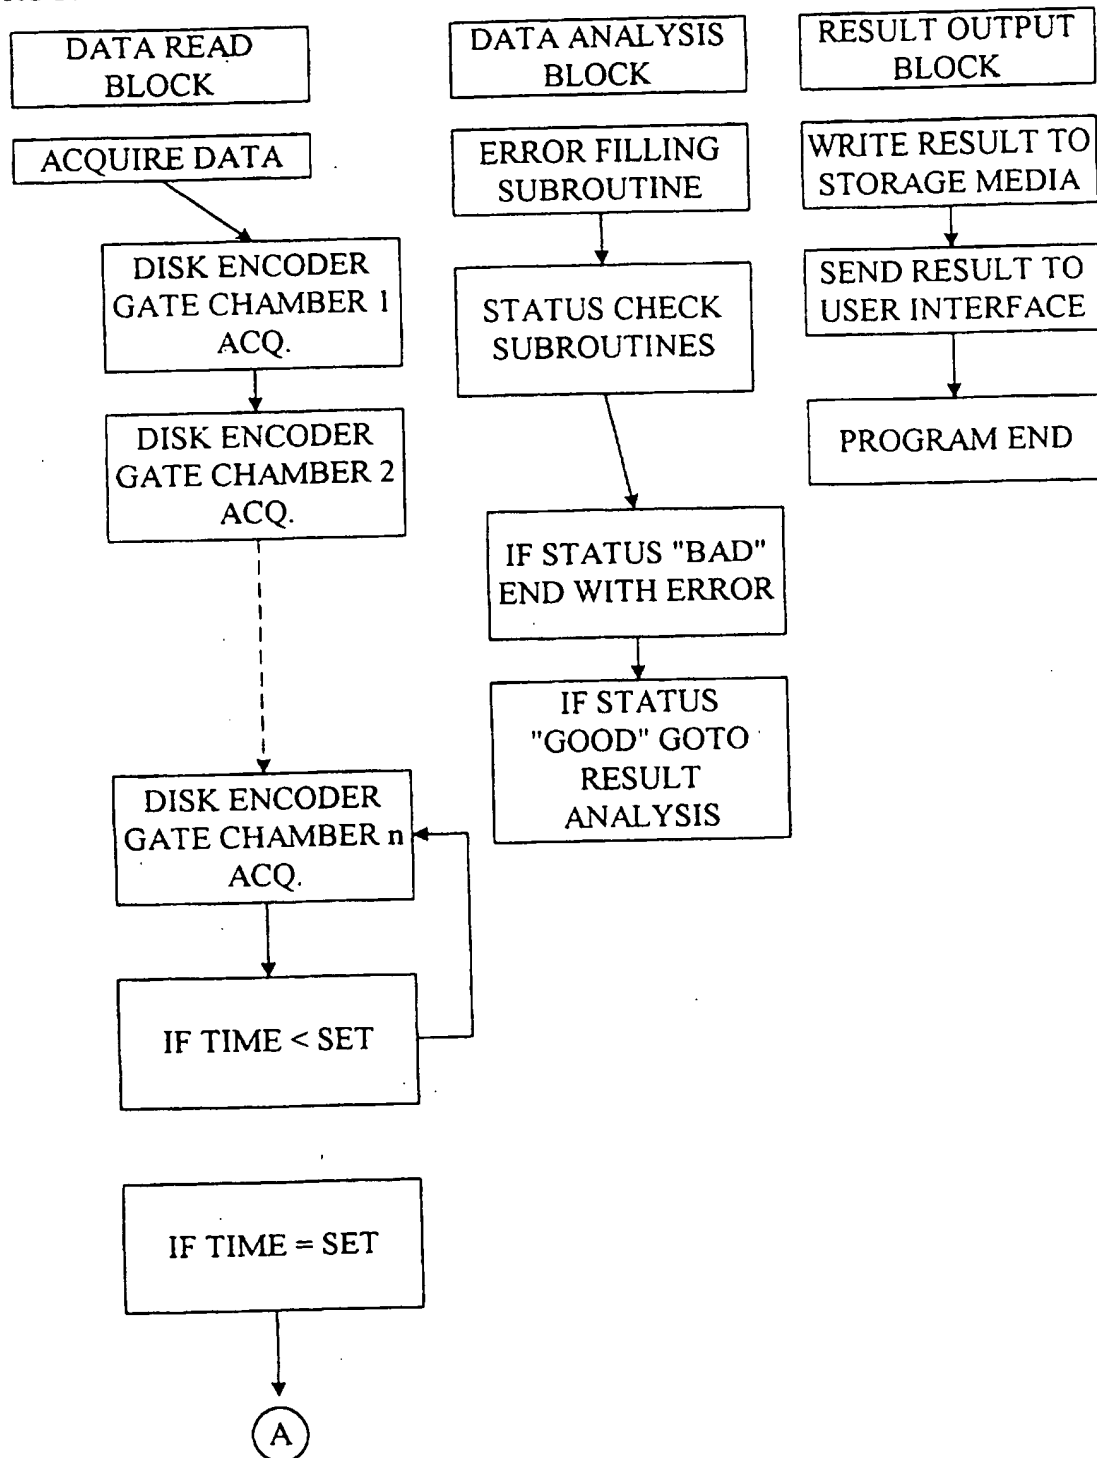 DATA READ
BLOCK
ACQUIRE DATA
DISK ENCODER
GATE CHAMBER 1
ACQ.
DISK ENCODER
GATE CHAMBER 2
ACQ.
DISK ENCODER
GATE CHAMBER n
ACQ.
IF TIME < SET
IF TIME = SET
A
DATA ANALYSIS
BLOCK
ERROR FILLING
SUBROUTINE
STATUS CHECK
SUBROUTINES
IF STATUS "BAD"
END WITH ERROR
IF STATUS
"GOOD" GOTO
RESULT
ANALYSIS
RESULT OUTPUT
BLOCK
WRITE RESULT TO
STORAGE MEDIA
SEND RESULT TO
USER INTERFACE
PROGRAM END